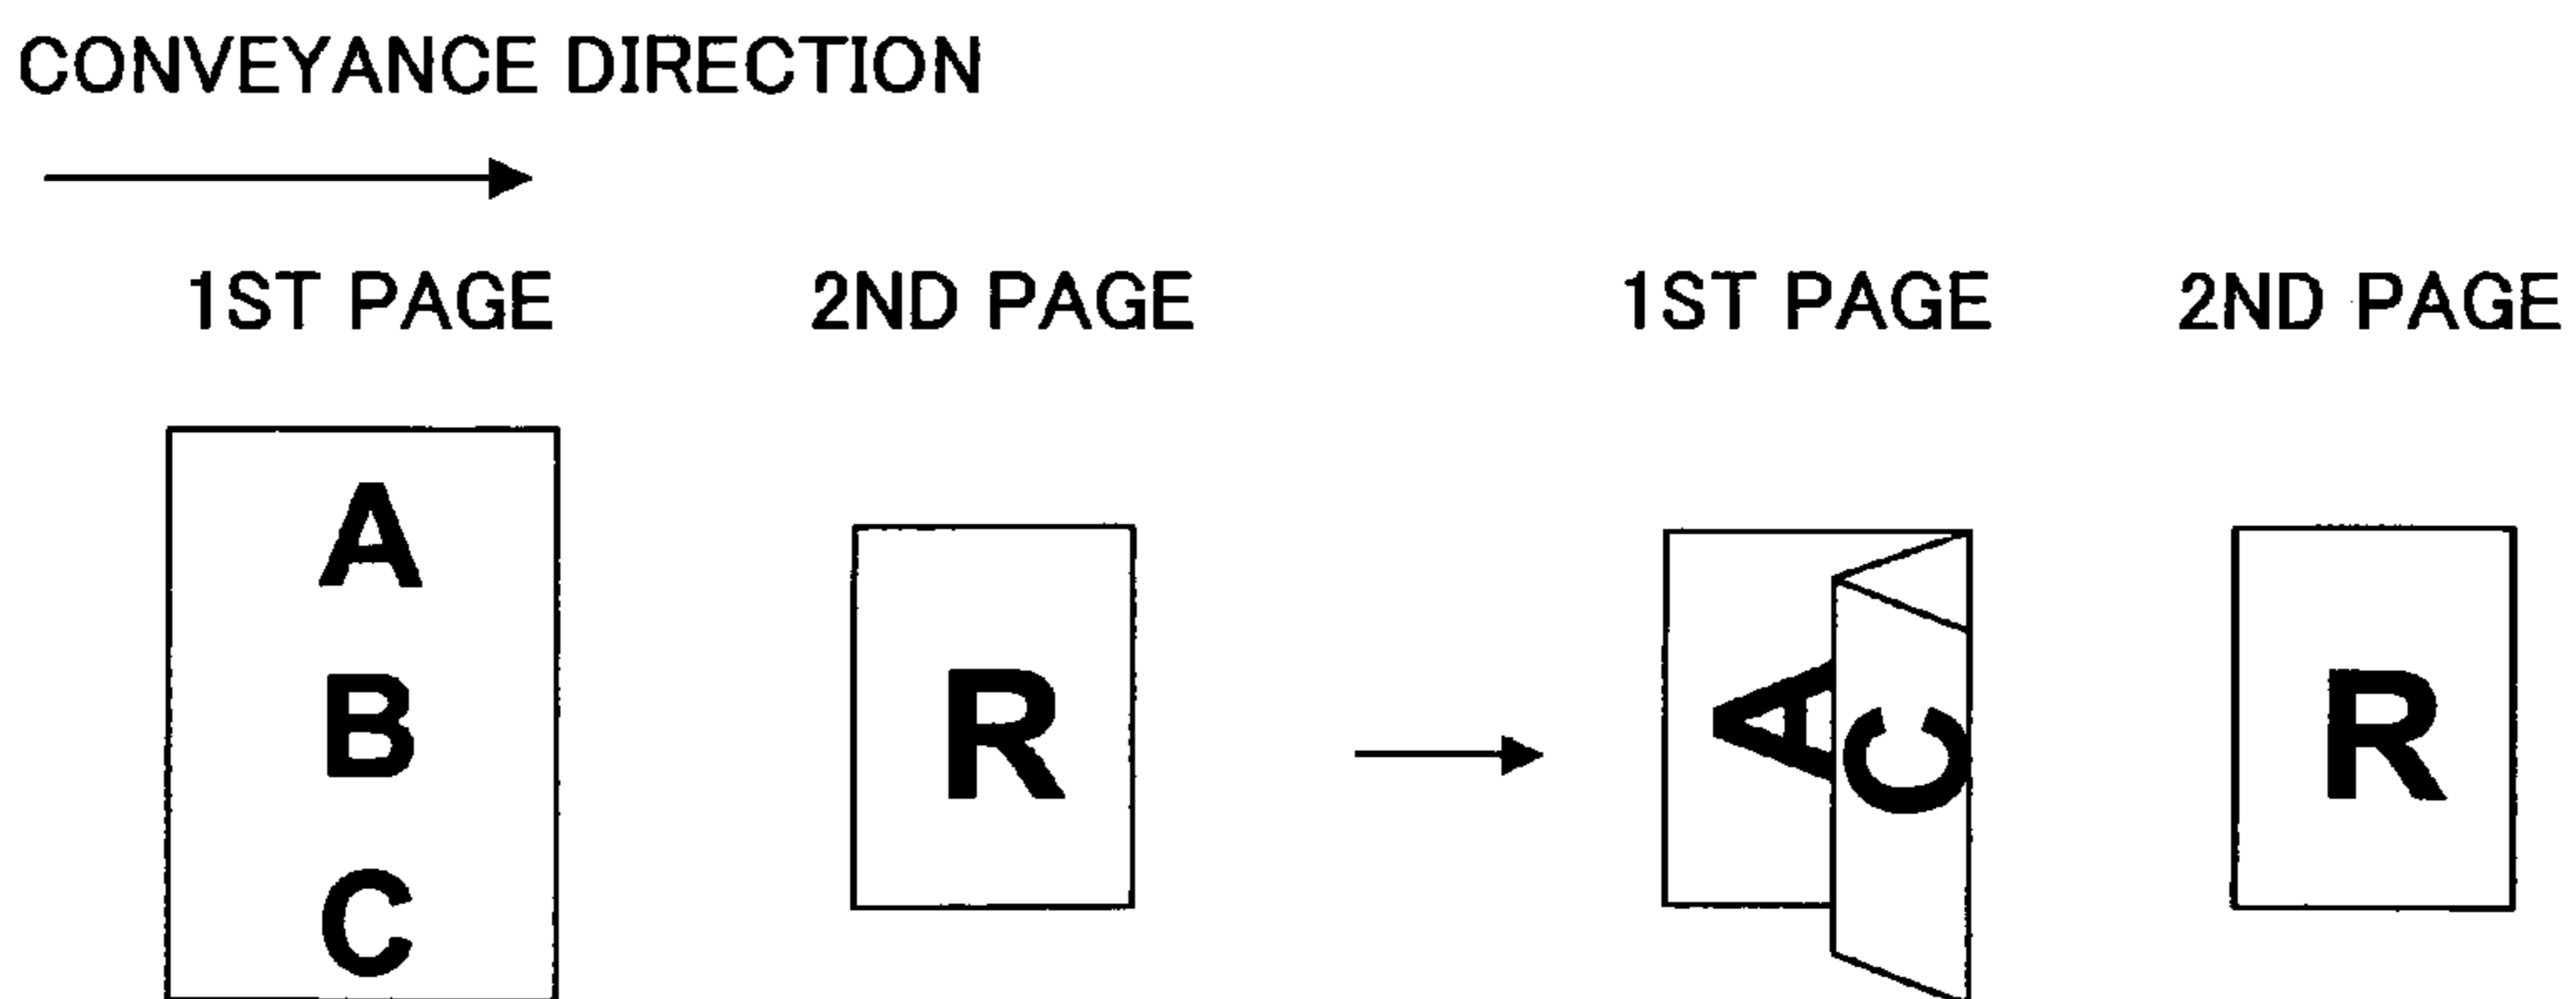 CONVEYANCE DIRECTION
1ST PAGE 2ND PAGE 1ST PAGE 2ND PAGE
A
B
C
R
A
C
R